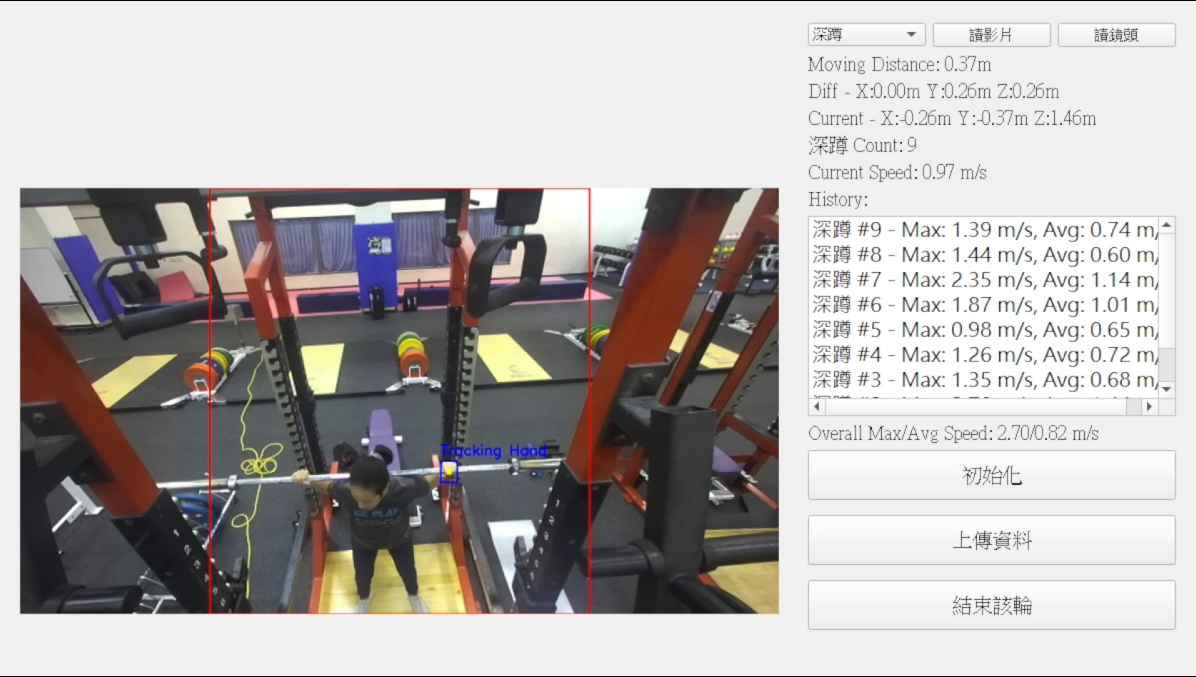 深蹲
讀影片
讀鏡頭
Moving Distance: 0.37m
Diff - X:0.00m Y:0.26m Z:0.26m
Current - X:-0.26m Y:-0.37m Z:1.46m
深蹲 Count: 9
Current Speed: 0.97 m/s
History:
深蹲 #9 - Max: 1.39 m/s, Avg: 0.74 m/
深蹲 #8 - Max: 1.44 m/s, Avg: 0.60 m/
深蹲 #7 - Max: 2.35 m/s, Avg: 1.14 m/
深蹲 #6 - Max: 1.87 m/s, Avg: 1.01 m/
深蹲 #5 - Max: 0.98 m/s, Avg: 0.65 m/
深蹲 #4 - Max: 1.26 m/s, Avg: 0.72 m/
深蹲 #3 - Max: 1.35 m/s, Avg: 0.68 m/
Overall Max/Avg Speed: 2.70/0.82 m/s
初始化
上傳資料
結束該輪
Tracking Hand
PLAY